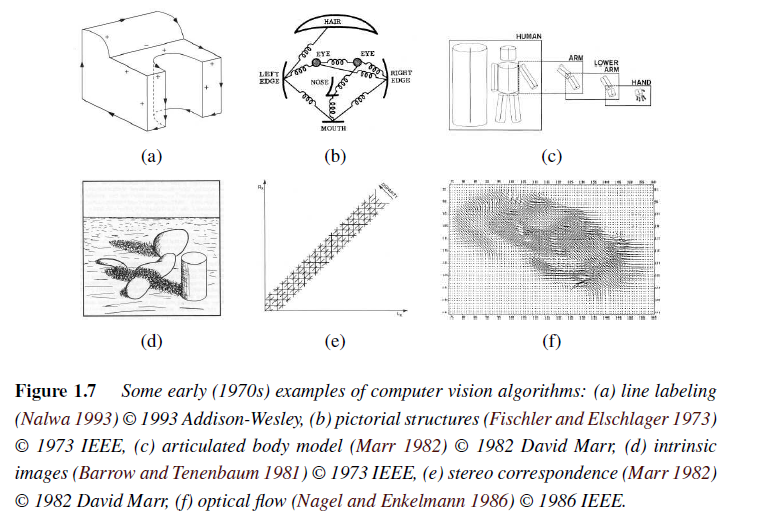 HAIR
EYE EYE
LEFT
EDGE
NOSE
RIGHT
EDGE
MOUTH
HUMAN
ARM
LOWER
ARM
HAND
(a) (b) (c)
(d) (e) (f)
Figure 1.7 Some early (1970s) examples of computer vision algorithms: (a) line labeling
(Nalwa 1993) © 1993 Addison-Wesley, (b) pictorial structures (Fischler and Elschlager 1973)
© 1973 IEEE, (c) articulated body model (Marr 1982) © 1982 David Marr, (d) intrinsic
images (Barrow and Tenenbaum 1981) © 1973 IEEE, (e) stereo correspondence (Marr 1982)
© 1982 David Marr, (f) optical flow (Nagel and Enkelmann 1986) © 1986 IEEE.